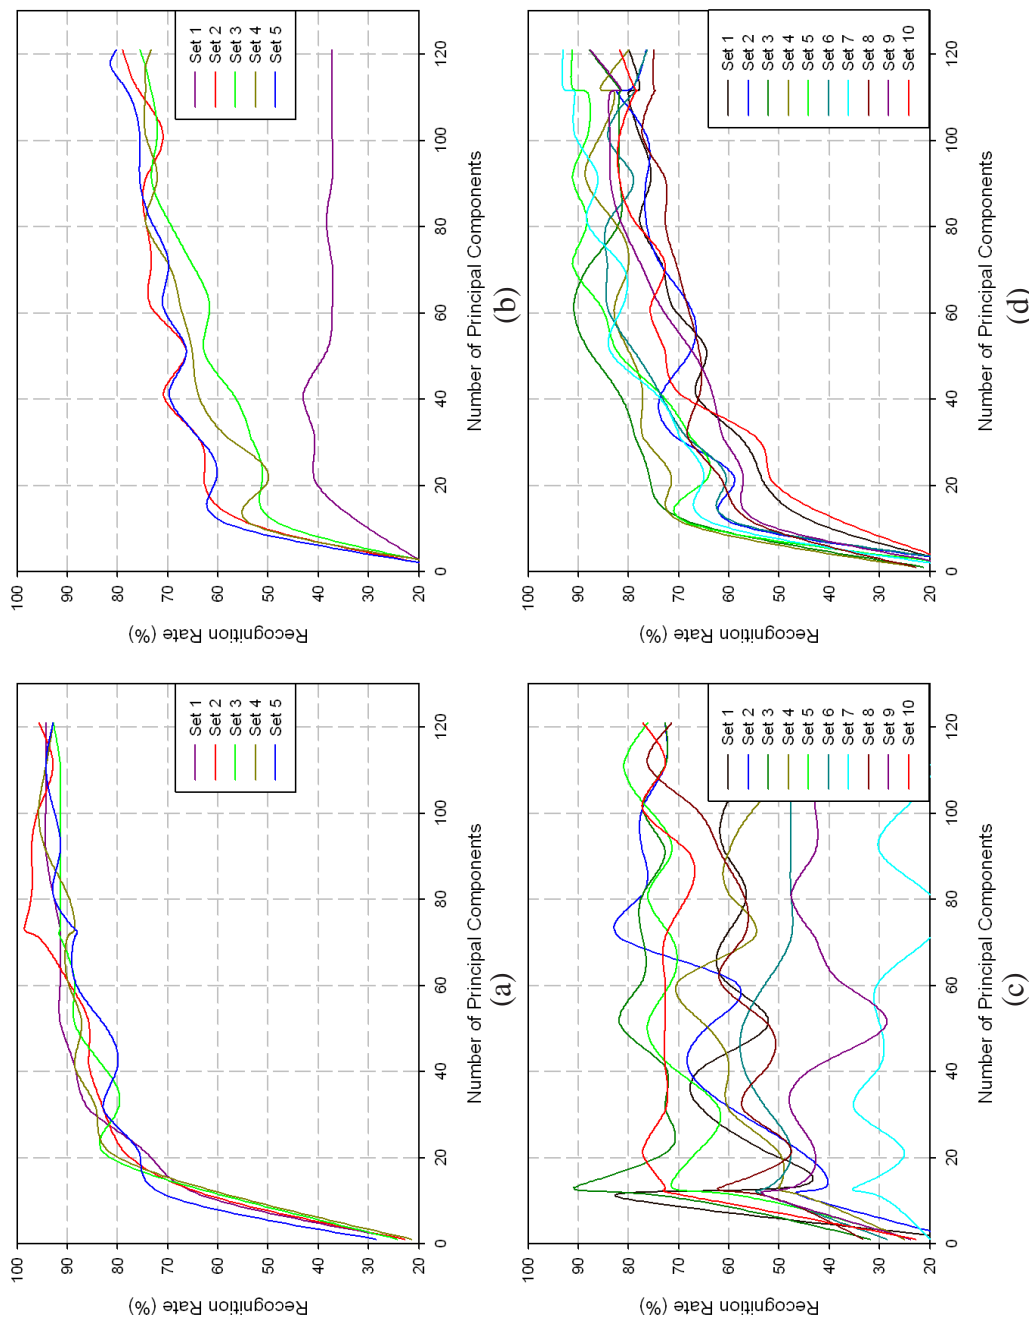 100
90
80
70
60
50
40
30
20
Recognition Rate (%)
0
20
40
60
80
100
120
Number of Principal Components
Set 1
Set 2
Set 3
Set 4
Set 5
(a)
100
90
80
70
60
50
40
30
20
Recognition Rate (%)
0
20
40
60
80
100
120
Number of Principal Components
Set 1
Set 2
Set 3
Set 4
Set 5
(b)
100
90
80
70
60
50
40
30
20
Recognition Rate (%)
0
20
40
60
80
100
120
Number of Principal Components
Set 1
Set 2
Set 3
Set 4
Set 5
Set 6
Set 7
Set 8
Set 9
Set 10
(c)
100
90
80
70
60
50
40
30
20
Recognition Rate (%)
0
20
40
60
80
100
120
Number of Principal Components
Set 1
Set 2
Set 3
Set 4
Set 5
Set 6
Set 7
Set 8
Set 9
Set 10
(d)